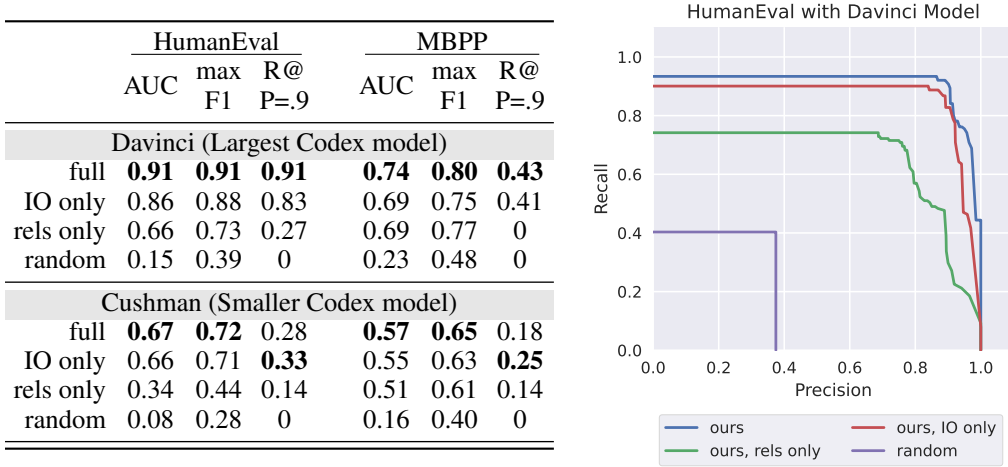 HumanEval MBPP
AUC max F1 R@ P=.9 AUC max F1 R@ P=.9
Davinci (Largest Codex model)
full 0.91 0.91 0.91 0.74 0.80 0.43
IO only 0.86 0.88 0.83 0.69 0.75 0.41
rels only 0.66 0.73 0.27 0.69 0.77 0
random 0.15 0.39 0 0.23 0.48 0
Cushman (Smaller Codex model)
full 0.67 0.72 0.28 0.57 0.65 0.18
IO only 0.66 0.71 0.33 0.55 0.63 0.25
rels only 0.34 0.44 0.14 0.51 0.61 0.14
random 0.08 0.28 0 0.16 0.40 0
HumanEval with Davinci Model
Recall
1.0
0.8
0.6
0.4
0.2
0.0
0.0 0.2 0.4 0.6 0.8 1.0
Precision
ours ours, IO only
ours, rels only random